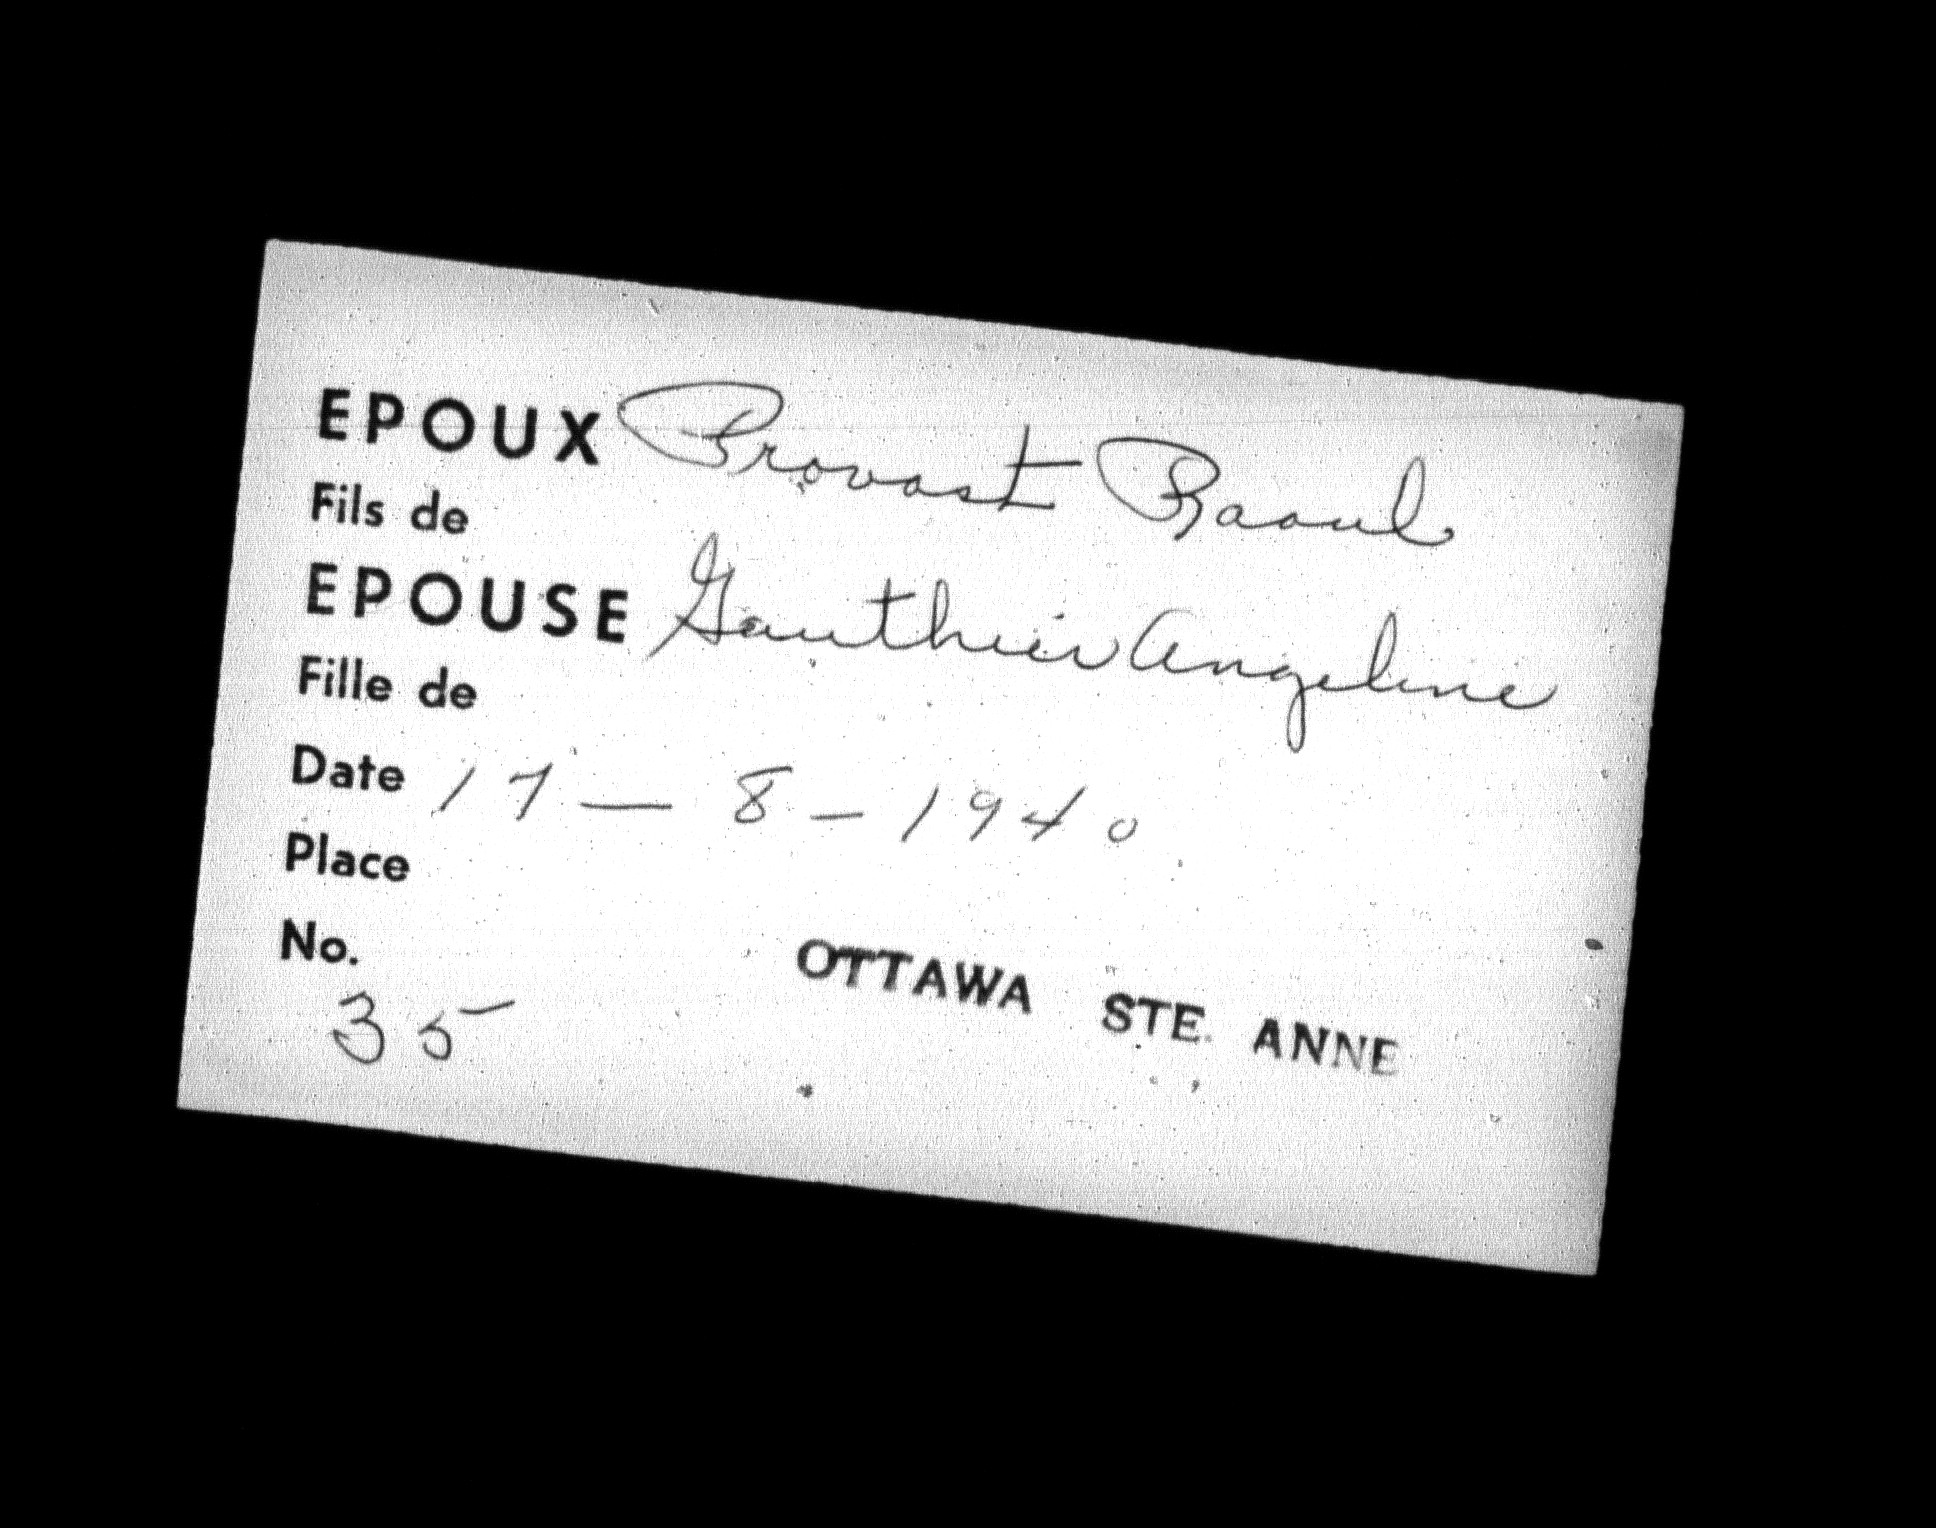 EPOUX Provost Raoul
Fils de
EPOUSE Gauthier Angeline
Fille de
Date 17 — 8 – 1940
Place
No.
OTTAWA STE. ANNE
35